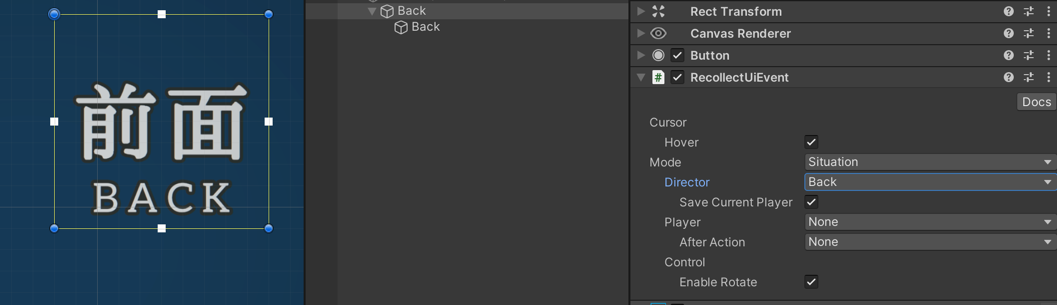 前面
BACK
Back
Back
Rect Transform
Canvas Renderer
Button
# RecollectUiEvent
Docs
Cursor
Hover
Mode Situation
Director Back
Save Current Player
Player None
After Action None
Control
Enable Rotate